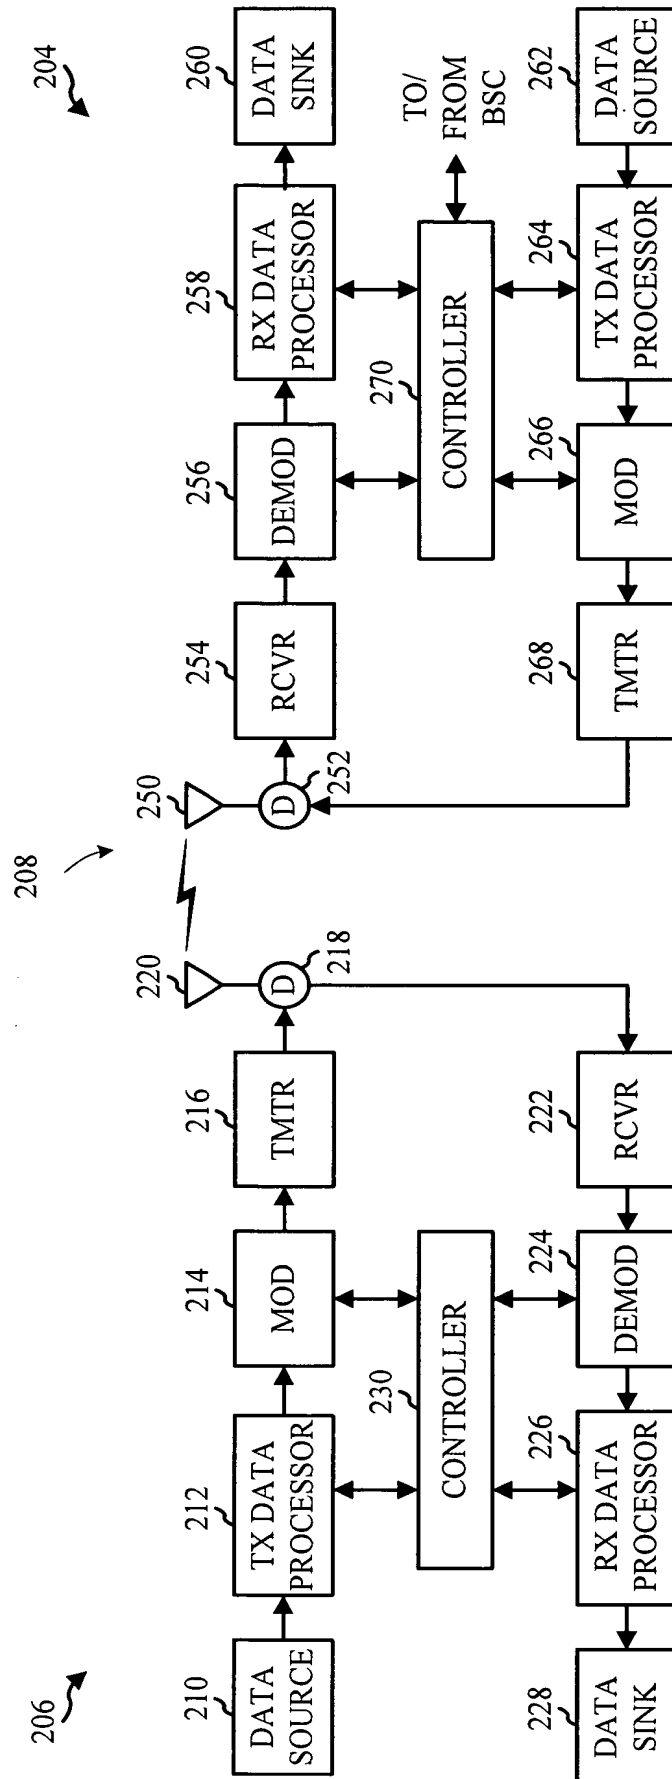 206
208
204
210
DATA
SOURCE
212
TX DATA
PROCESSOR
214
MOD
216
TMTR
220
D
218
250
D
252
254
RCVR
256
DEMOD
258
RX DATA
PROCESSOR
260
DATA
SINK
230
CONTROLLER
270
CONTROLLER
TO/
FROM
BSC
228
DATA
SINK
226
RX DATA
PROCESSOR
224
DEMOD
222
RCVR
268
TMTR
266
MOD
264
TX DATA
PROCESSOR
262
DATA
SOURCE